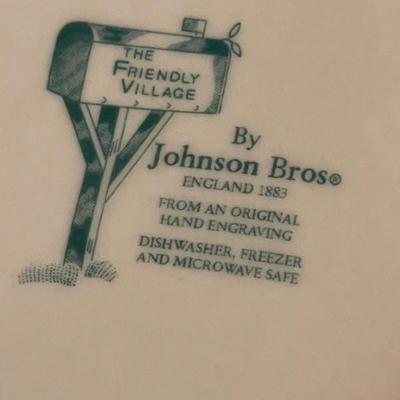 THE
FRIENDLY
VILLAGE
By
Johnson Bros®
ENGLAND 1883
FROM AN ORIGINAL
HAND ENGRAVING
DISHWASHER, FREEZER
AND MICROWAVE SAFE